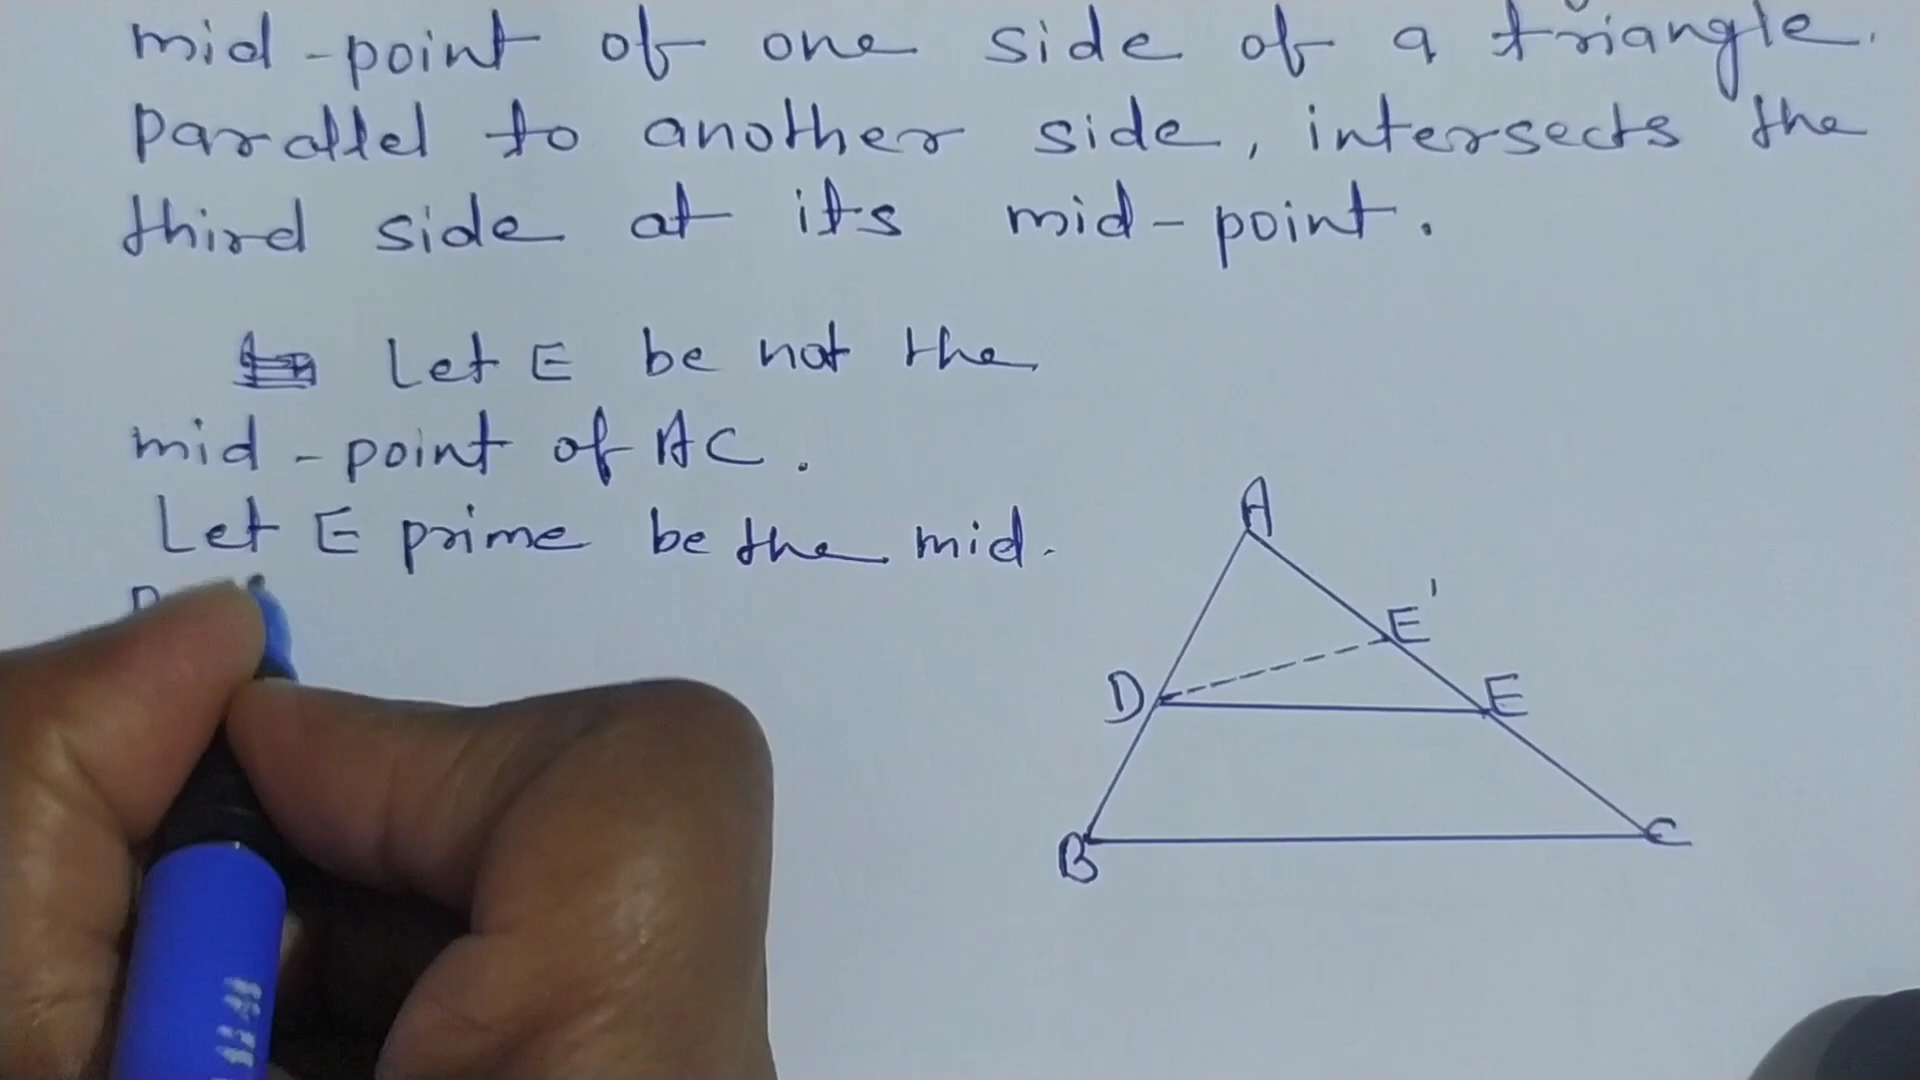 mid-point of one side of a triangle.
parallel to another side, intersects the
third side at its mid-point.
Let E be not the
mid-point of AC.
Let E prime be the mid-
A
E'
D
E
B
C